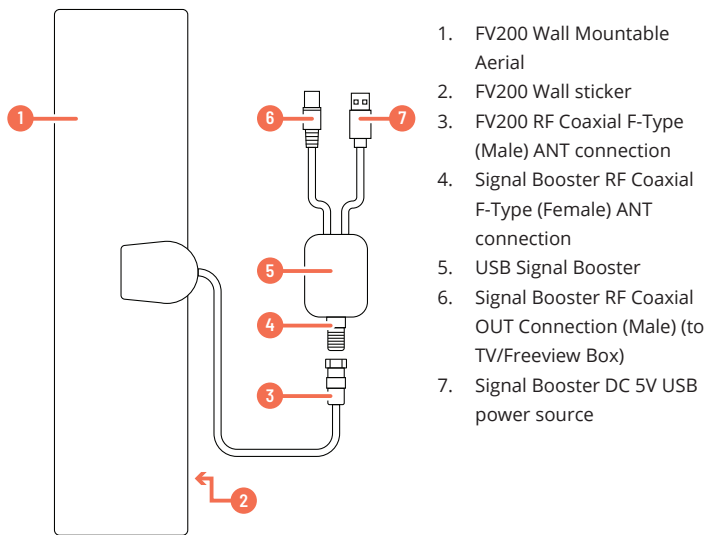 1
2
3
4
5
6
7
1. FV200 Wall Mountable
Aerial
2. FV200 Wall sticker
3. FV200 RF Coaxial F-Type
(Male) ANT connection
4. Signal Booster RF Coaxial
F-Type (Female) ANT
connection
5. USB Signal Booster
6. Signal Booster RF Coaxial
OUT Connection (Male) (to
TV/Freeview Box)
7. Signal Booster DC 5V USB
power source